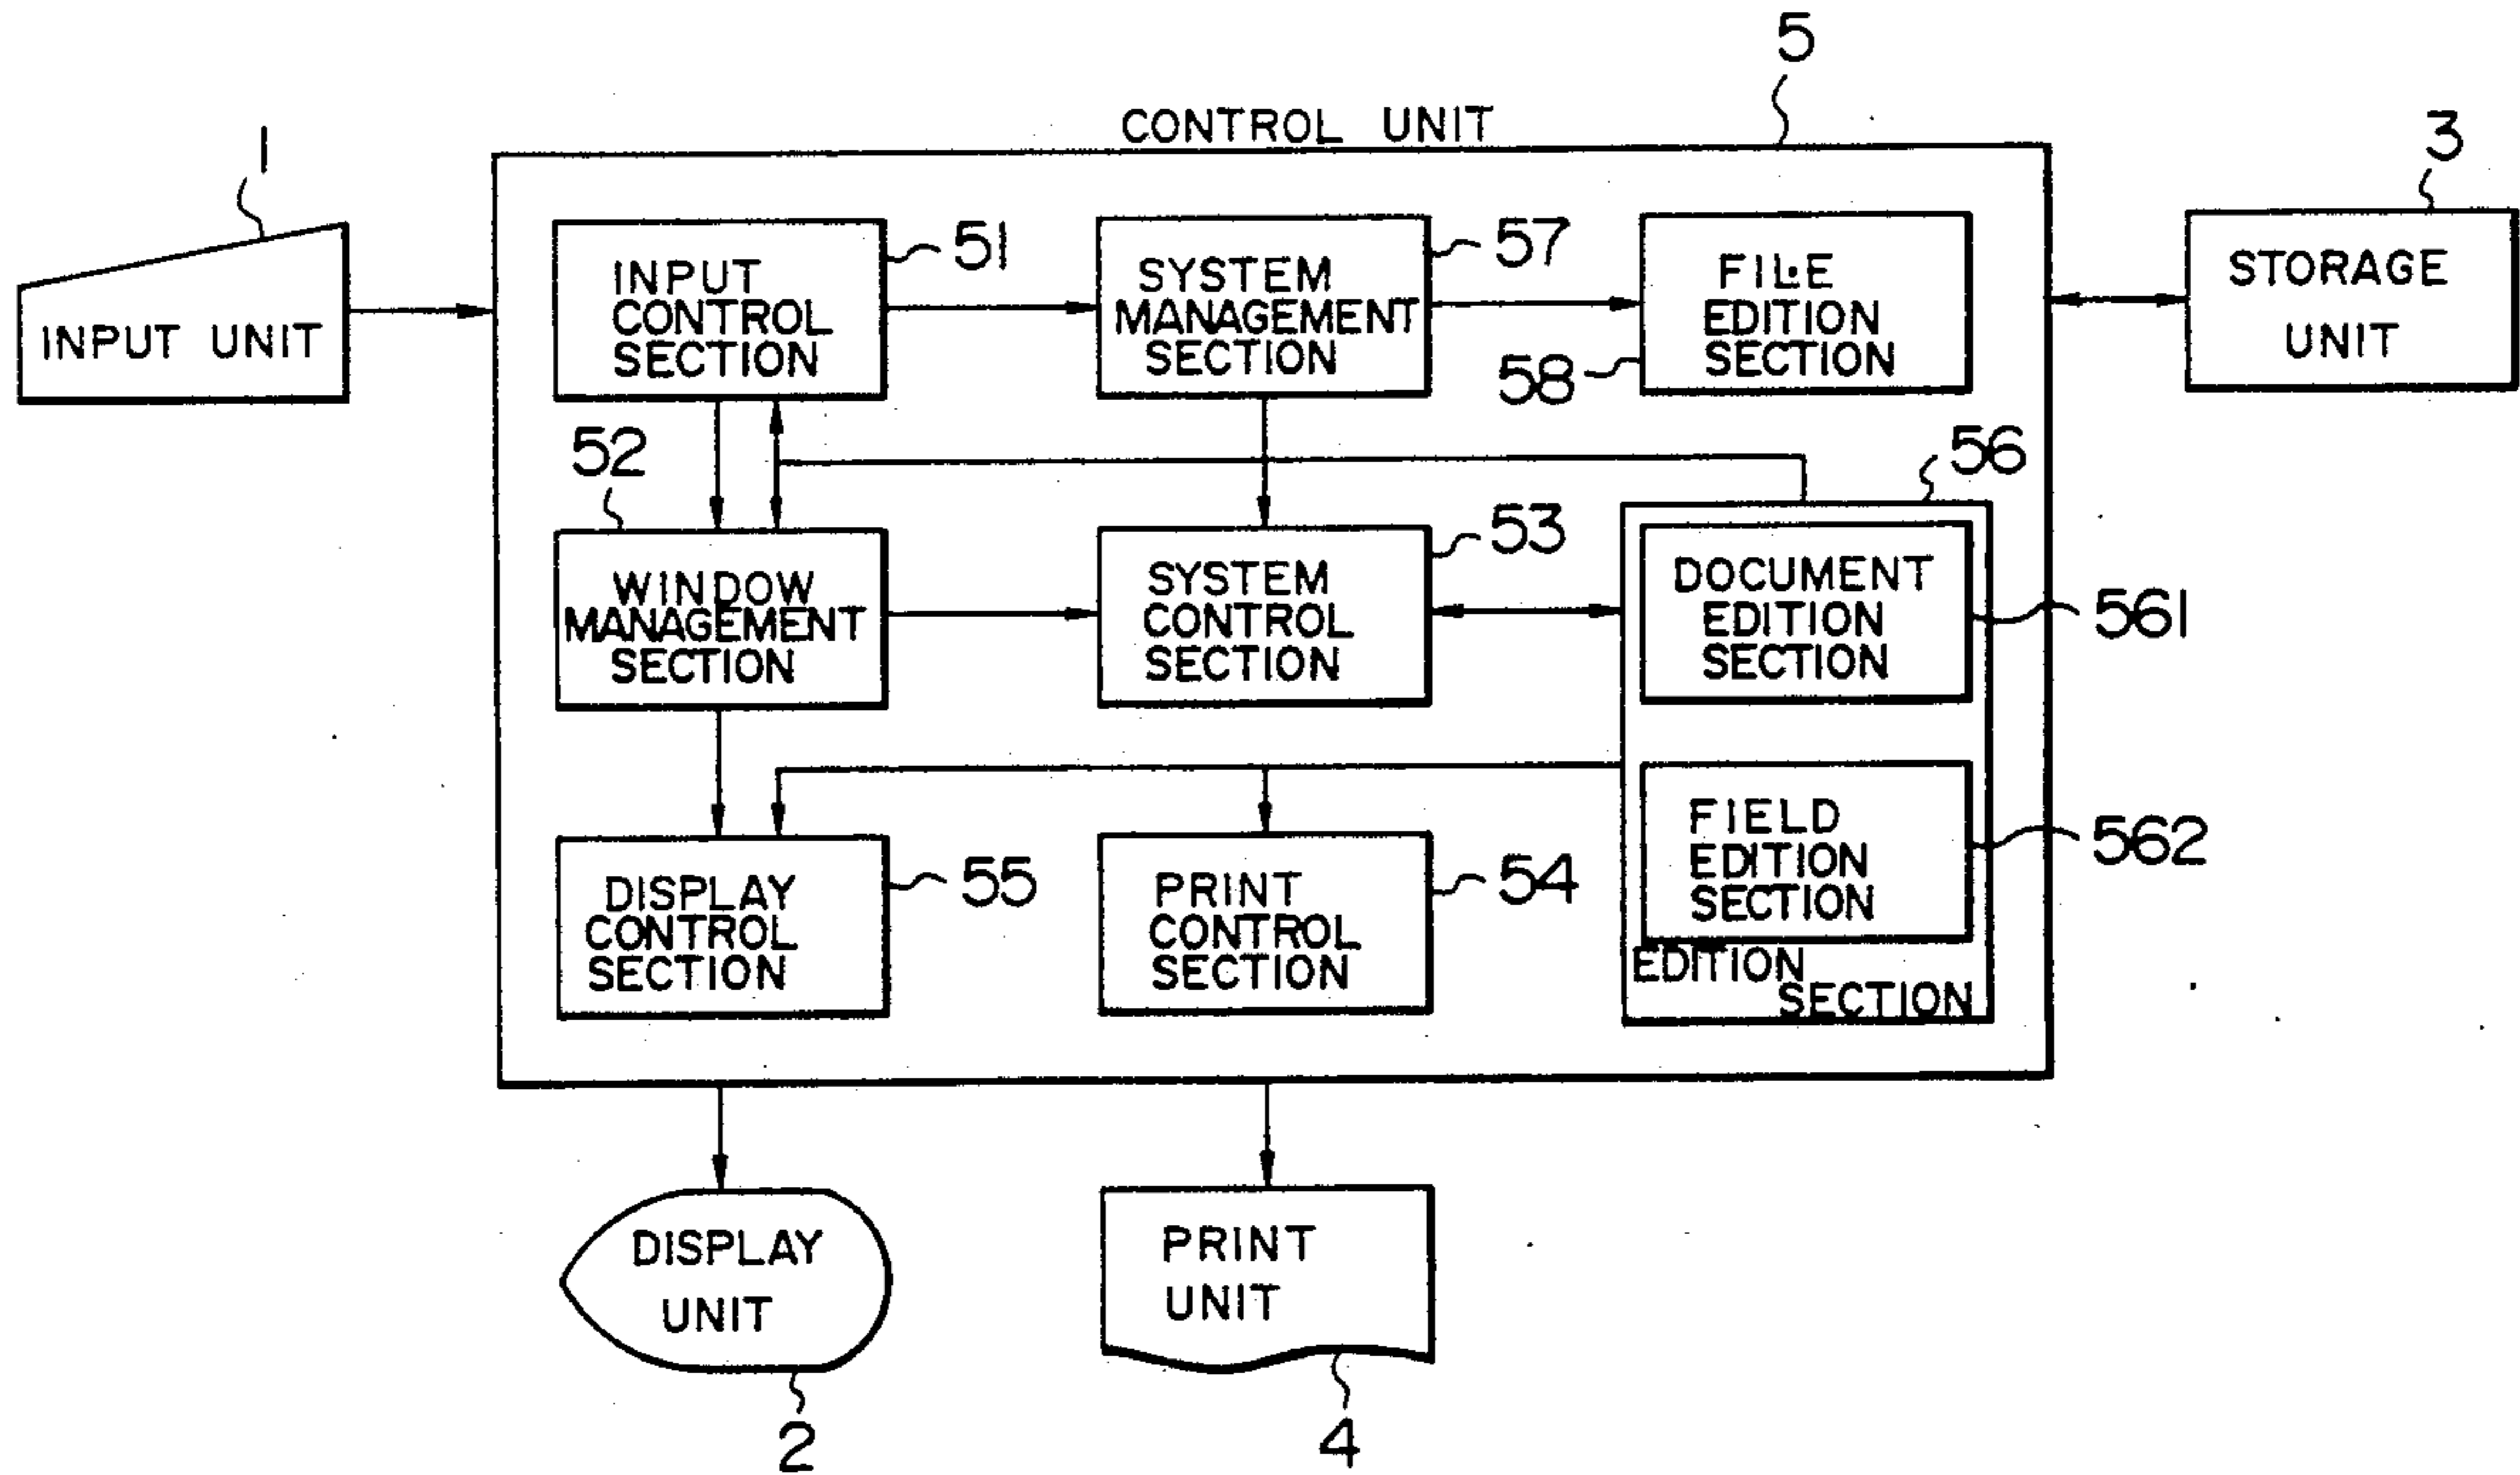 5
CONTROL UNIT
1
3
INPUT UNIT
INPUT
CONTROL
SECTION
51
SYSTEM
MANAGEMENT
SECTION
57
58
FILE
EDITION
SECTION
STORAGE
UNIT
52
56
WINDOW
MANAGEMENT
SECTION
53
SYSTEM
CONTROL
SECTION
DOCUMENT
EDITION
SECTION
561
DISPLAY
CONTROL
SECTION
55
PRINT
CONTROL
SECTION
54
FIELD
EDITION
SECTION
562
EDITION
SECTION
DISPLAY
UNIT
PRINT
UNIT
2
4